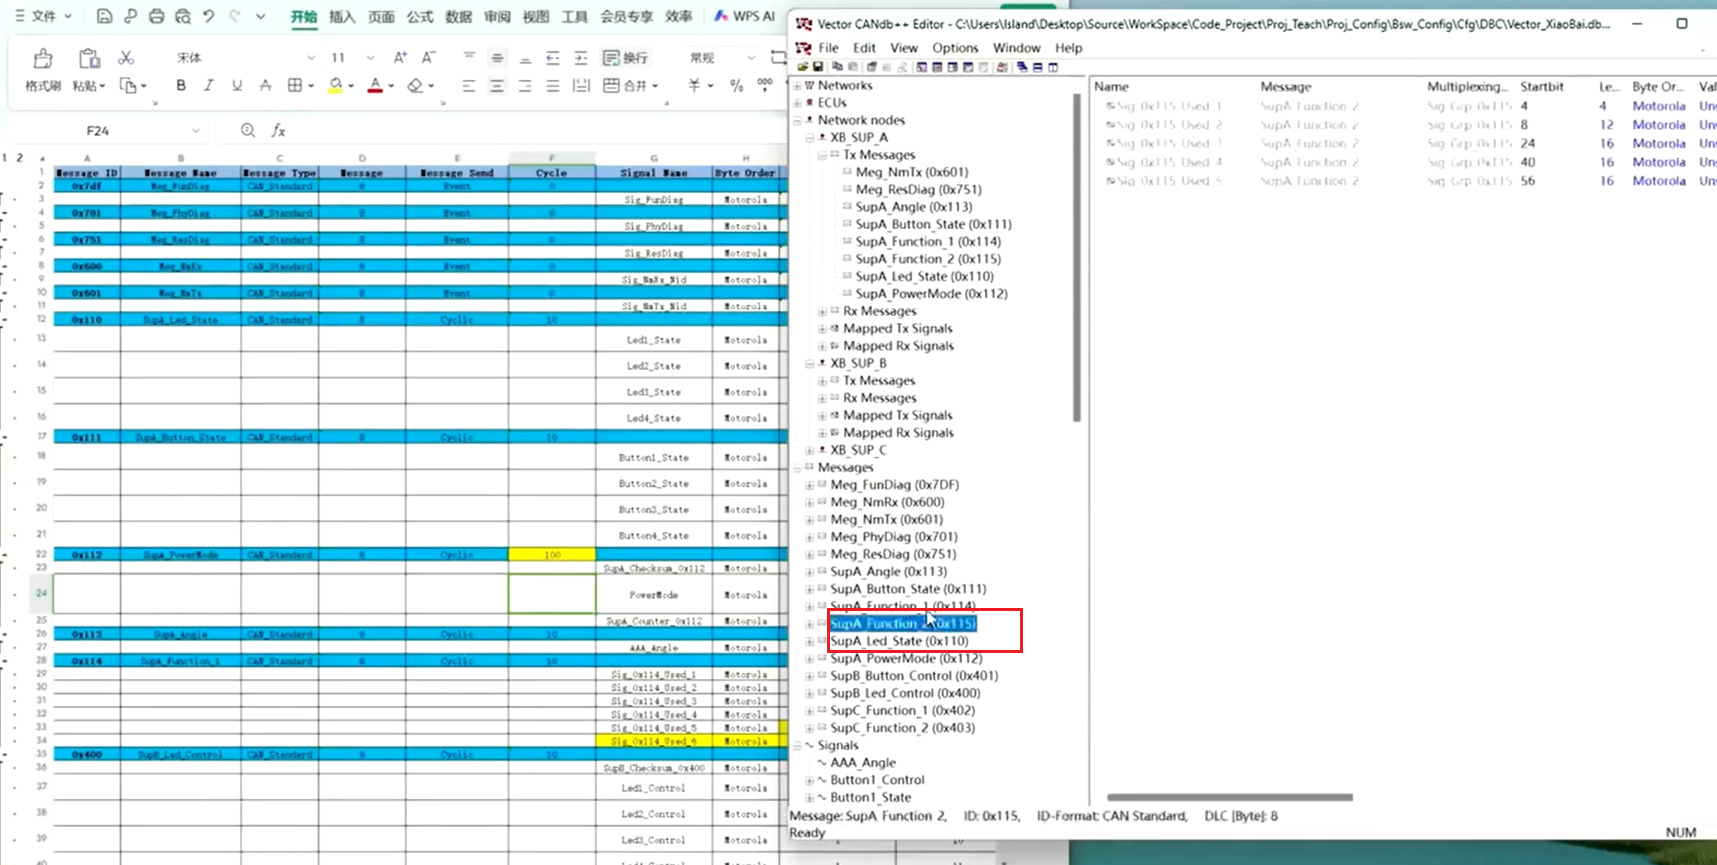 文件
开始 插入 页面 公式 数据 审阅 视图 工具 会员专享 效率 WPS AI
宋体 11 换行 常规
格式刷 粘贴 B I U A 合并 ¥ %
F24 fx
1 2 A B C D E F G H
1 Message ID Message Name Message Type Message Message Send Cycle Signal Name Byte Order
2 0x7df Meg_FunDiag CAN_Standard 8 Event 0
3 Sig_FunDiag Motorola
4 0x701 Meg_PhyDiag CAN_Standard 8 Event 0
5 Sig_PhyDiag Motorola
6 0x751 Meg_ResDiag CAN_Standard 8 Event 0
7 Sig_ResDiag Motorola
8 0x600 Meg_NmRx CAN_Standard 8 Event 0
9 Sig_NmRx_Nid Motorola
10 0x601 Meg_NmTx CAN_Standard 8 Event 0
11 Sig_NmTx_Nid Motorola
12 0x110 SupA_Led_State CAN_Standard 8 Cyclic 10
13 Led1_State Motorola
14 Led2_State Motorola
15 Led3_State Motorola
16 Led4_State Motorola
17 0x111 SupA_Button_State CAN_Standard 8 Cyclic 10
18 Button1_State Motorola
19 Button2_State Motorola
20 Button3_State Motorola
21 Button4_State Motorola
22 0x112 SupA_PowerMode CAN_Standard 8 Cyclic 100
23 SupA_Checksum_0x112 Motorola
24 PowerMode Motorola
25 SupA_Counter_0x112 Motorola
26 0x113 SupA_Angle CAN_Standard 8 Cyclic 10
27 AAA_Angle Motorola
28 0x114 SupA_Function_1 CAN_Standard 8 Cyclic 10
29 Sig_0x114_Used_1 Motorola
30 Sig_0x114_Used_2 Motorola
31 Sig_0x114_Used_3 Motorola
32 Sig_0x114_Used_4 Motorola
33 Sig_0x114_Used_5 Motorola
34 Sig_0x114_Used_6 Motorola
35 0x400 SupB_Led_Control CAN_Standard 8 Cyclic 10
36 SupB_Checksum_0x400 Motorola
37 Led1_Control Motorola
38 Led2_Control Motorola
39 Led3_Control Motorola
Vector CANdb++ Editor - C:\Users\Island\Desktop\Source\WorkSpace\Code_Project\Proj_Teach\Proj_Config\Bsw_Config\Cfg\DBC\Vector_XiaoBai.db...
File Edit View Options Window Help
Networks
ECUs
Network nodes
XB_SUP_A
Tx Messages
Meg_NmTx (0x601)
Meg_ResDiag (0x751)
SupA_Angle (0x113)
SupA_Button_State (0x111)
SupA_Function_1 (0x114)
SupA_Function_2 (0x115)
SupA_Led_State (0x110)
SupA_PowerMode (0x112)
Rx Messages
Mapped Tx Signals
Mapped Rx Signals
XB_SUP_B
Tx Messages
Rx Messages
Mapped Tx Signals
Mapped Rx Signals
XB_SUP_C
Messages
Meg_FunDiag (0x7DF)
Meg_NmRx (0x600)
Meg_NmTx (0x601)
Meg_PhyDiag (0x701)
Meg_ResDiag (0x751)
SupA_Angle (0x113)
SupA_Button_State (0x111)
SupA_Function_1 (0x114)
SupA_Function_2 (0x115)
SupA_Led_State (0x110)
SupA_PowerMode (0x112)
SupB_Button_Control (0x401)
SupB_Led_Control (0x400)
SupC_Function_1 (0x402)
SupC_Function_2 (0x403)
Signals
AAA_Angle
Button1_Control
Button1_State
Name Message Multiplexing... Startbit Le... Byte Or... Val
Sig_0x115_Used_1 SupA_Function_2 Sig_Grp_0x115 4 4 Motorola Un
Sig_0x115_Used_2 SupA_Function_2 Sig_Grp_0x115 8 12 Motorola Un
Sig_0x115_Used_3 SupA_Function_2 Sig_Grp_0x115 24 16 Motorola Un
Sig_0x115_Used_4 SupA_Function_2 Sig_Grp_0x115 40 16 Motorola Un
Sig_0x115_Used_5 SupA_Function_2 Sig_Grp_0x115 56 16 Motorola Un
Message: SupA_Function_2, ID: 0x115, ID-Format: CAN Standard, DLC [Byte]: 8
Ready NUM